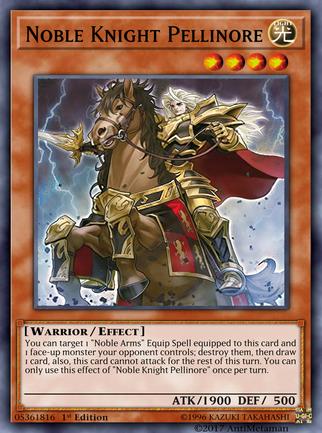 Noble Knight Pellinore
LIGHT
光
[Warrior / Effect]
You can target 1 "Noble Arms" Equip Spell equipped to this card and
1 face-up monster your opponent controls; destroy them, then draw
1 card, also, this card cannot attack for the rest of this turn. You can
only use this effect of "Noble Knight Pellinore" once per turn.
ATK/1900 DEF/ 500
05361816 1st Edition ©1996 KAZUKI TAKAHASHI
©2017 AntiMetaman